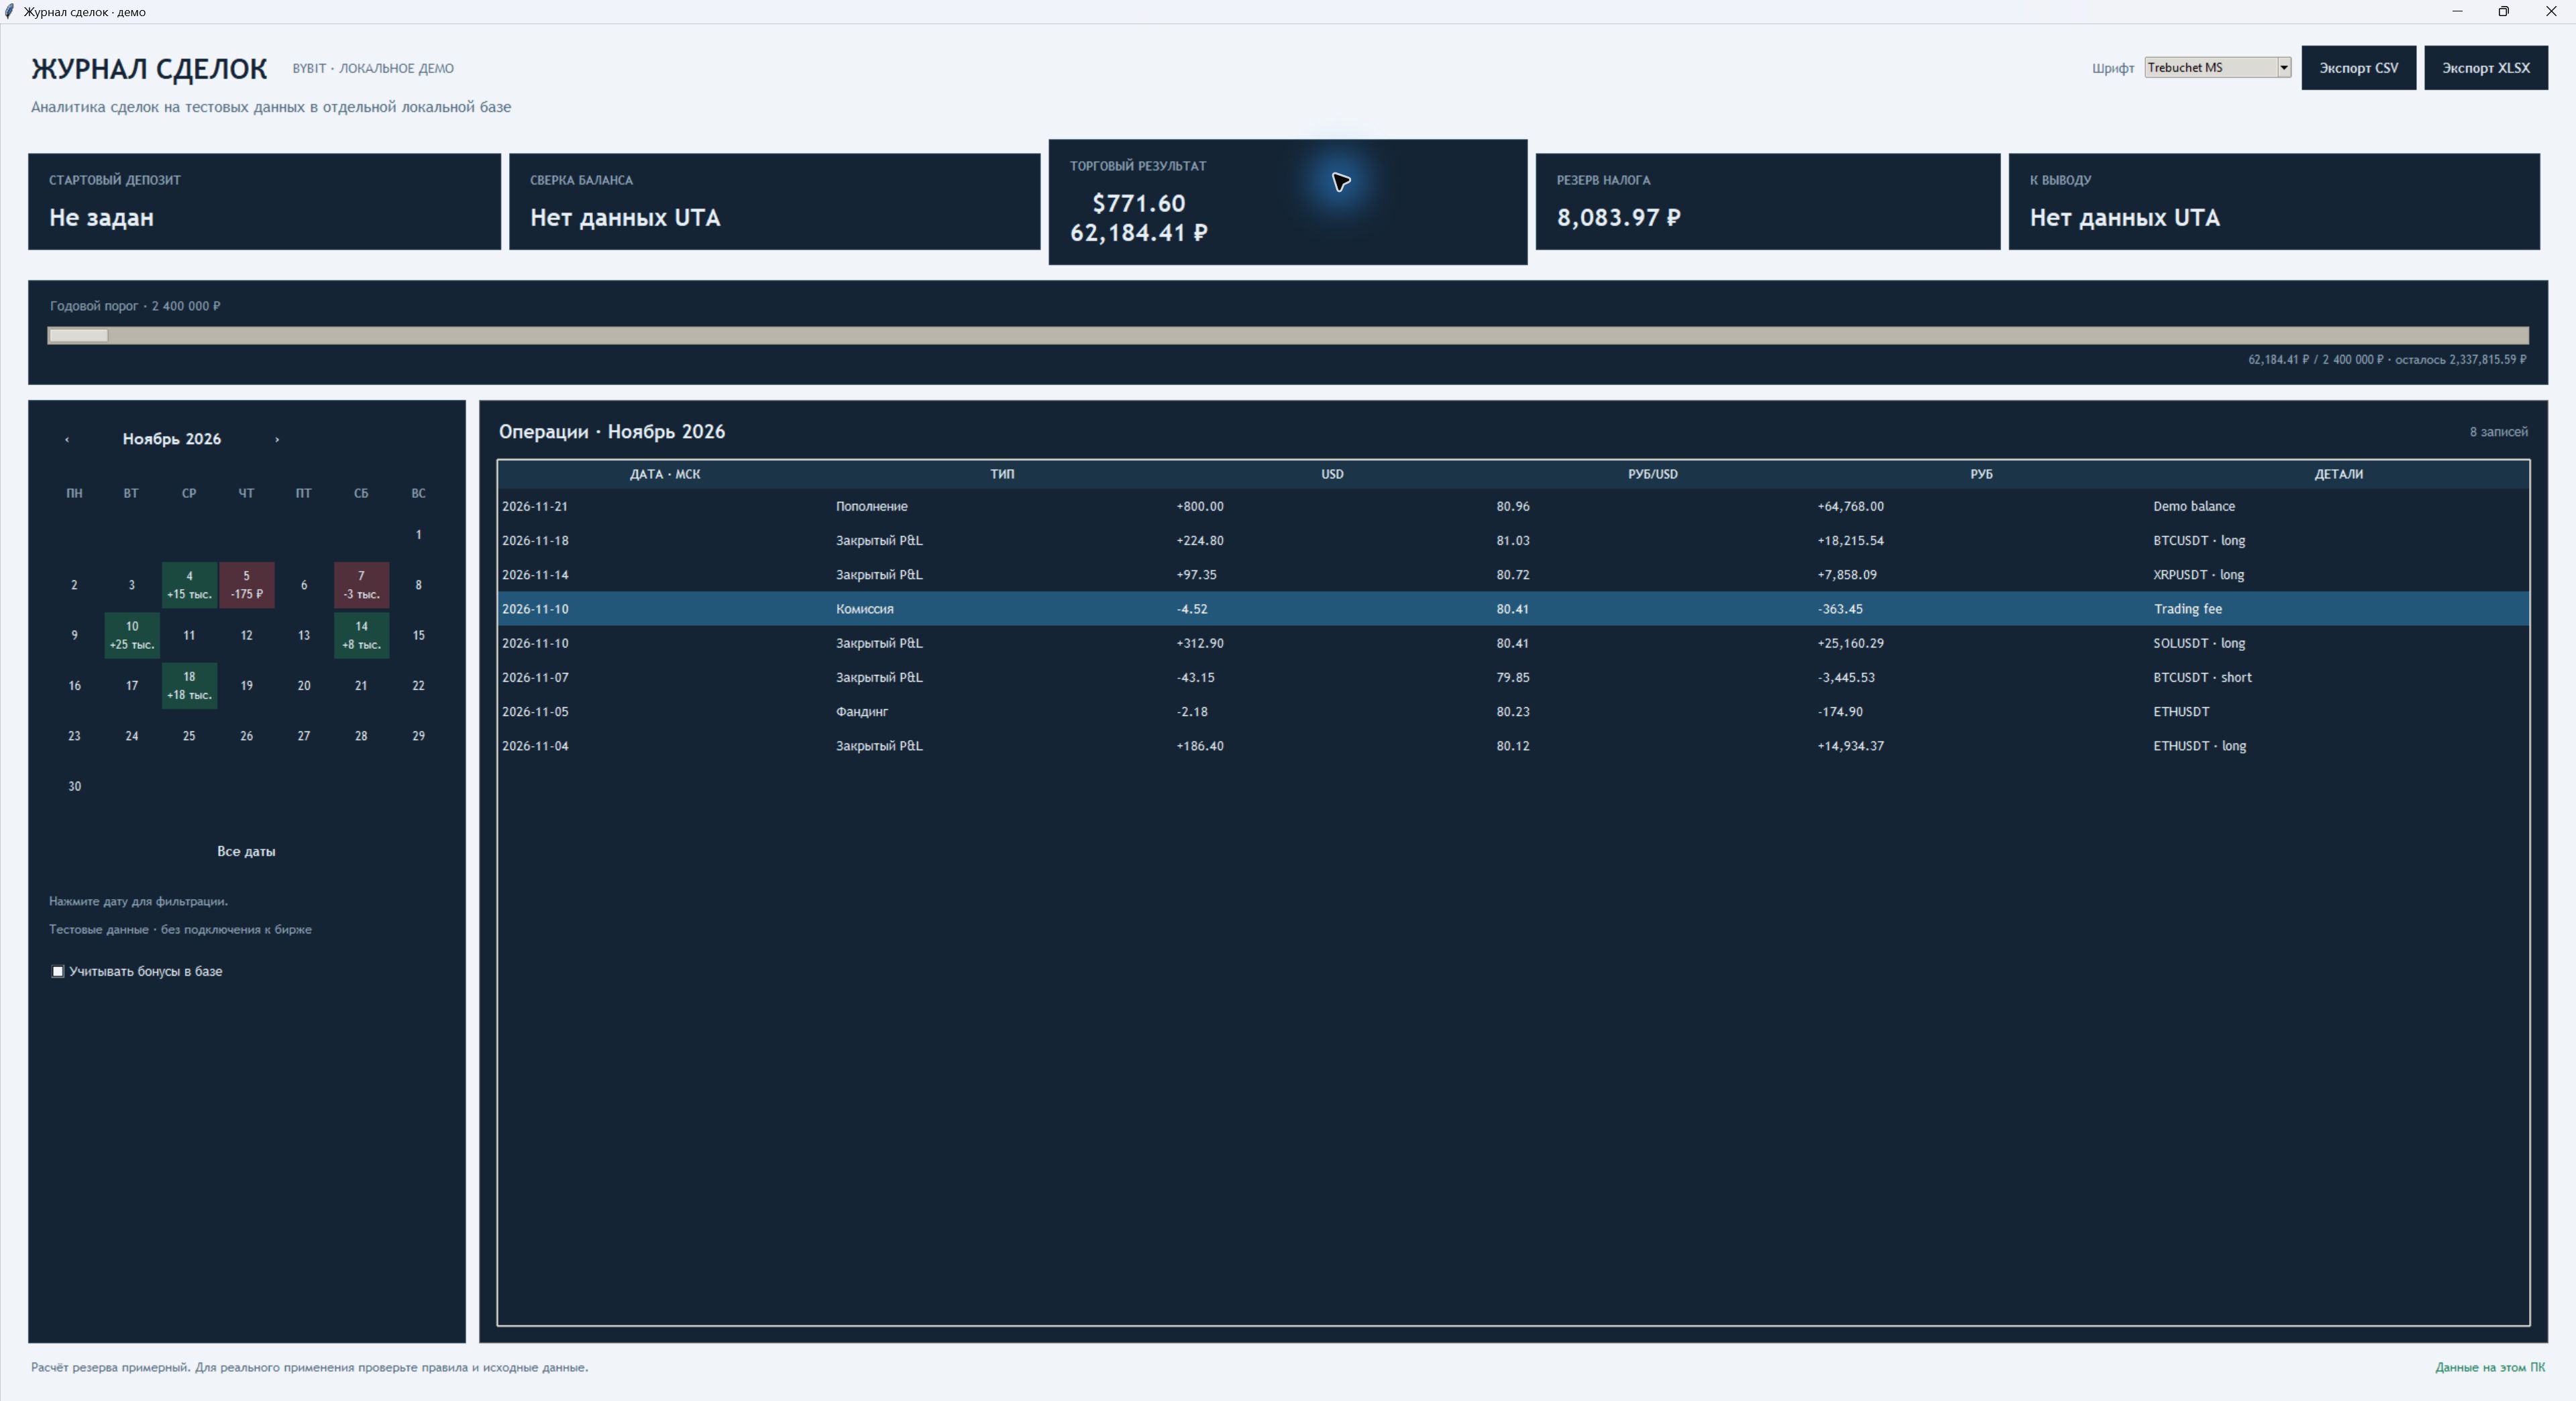 Журнал сделок · демо
ЖУРНАЛ СДЕЛОК BYBIT · ЛОКАЛЬНОЕ ДЕМО
Шрифт Trebuchet MS Экспорт CSV Экспорт XLSX
Аналитика сделок на тестовых данных в отдельной локальной базе
СТАРТОВЫЙ ДЕПОЗИТ
Не задан
СВЕРКА БАЛАНСА
Нет данных UTA
ТОРГОВЫЙ РЕЗУЛЬТАТ
$771.60
62,184.41 ₽
РЕЗЕРВ НАЛОГА
8,083.97 ₽
К ВЫВОДУ
Нет данных UTA
Годовой порог · 2 400 000 ₽
62,184.41 ₽ / 2 400 000 ₽ · осталось 2,337,815.59 ₽
‹ Ноябрь 2026 ›
ПН ВТ СР ЧТ ПТ СБ ВС
1
2 3 4 5 6 7 8
+15 тыс. -175 ₽ -3 тыс.
9 10 11 12 13 14 15
+25 тыс. +8 тыс.
16 17 18 19 20 21 22
+18 тыс.
23 24 25 26 27 28 29
30
Все даты
Нажмите дату для фильтрации.
Тестовые данные · без подключения к бирже
Учитывать бонусы в базе
Операции · Ноябрь 2026 8 записей
ДАТА · МСК ТИП USD РУБ/USD РУБ ДЕТАЛИ
2026-11-21 Пополнение +800.00 80.96 +64,768.00 Demo balance
2026-11-18 Закрытый P&L +224.80 81.03 +18,215.54 BTCUSDT · long
2026-11-14 Закрытый P&L +97.35 80.72 +7,858.09 XRPUSDT · long
2026-11-10 Комиссия -4.52 80.41 -363.45 Trading fee
2026-11-10 Закрытый P&L +312.90 80.41 +25,160.29 SOLUSDT · long
2026-11-07 Закрытый P&L -43.15 79.85 -3,445.53 BTCUSDT · short
2026-11-05 Фандинг -2.18 80.23 -174.90 ETHUSDT
2026-11-04 Закрытый P&L +186.40 80.12 +14,934.37 ETHUSDT · long
Расчёт резерва примерный. Для реального применения проверьте правила и исходные данные.
Данные на этом ПК